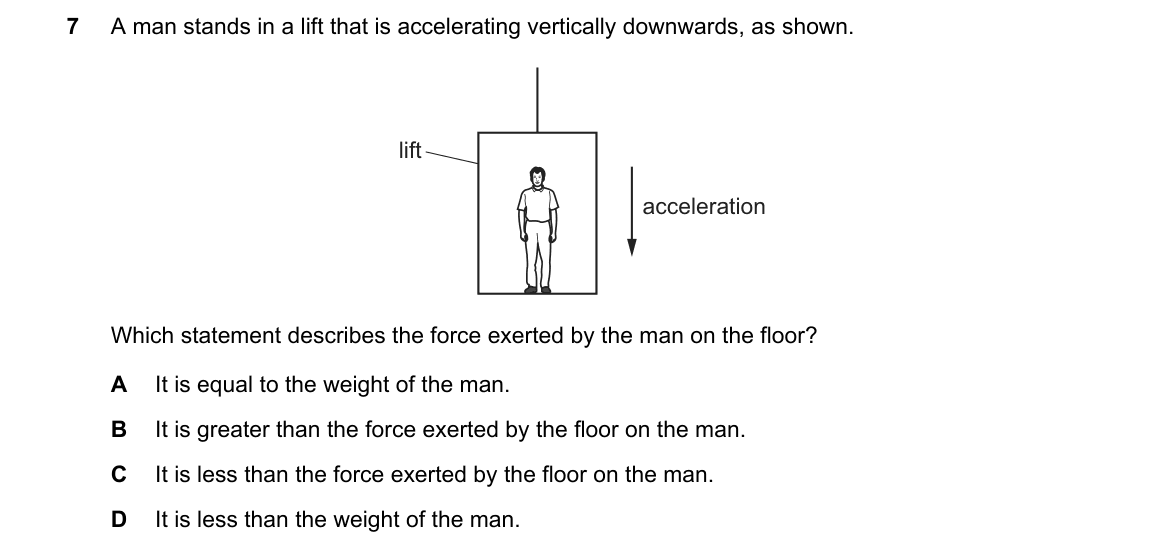 7 A man stands in a lift that is accelerating vertically downwards, as shown.
lift
acceleration
Which statement describes the force exerted by the man on the floor?
A It is equal to the weight of the man.
B It is greater than the force exerted by the floor on the man.
C It is less than the force exerted by the floor on the man.
D It is less than the weight of the man.